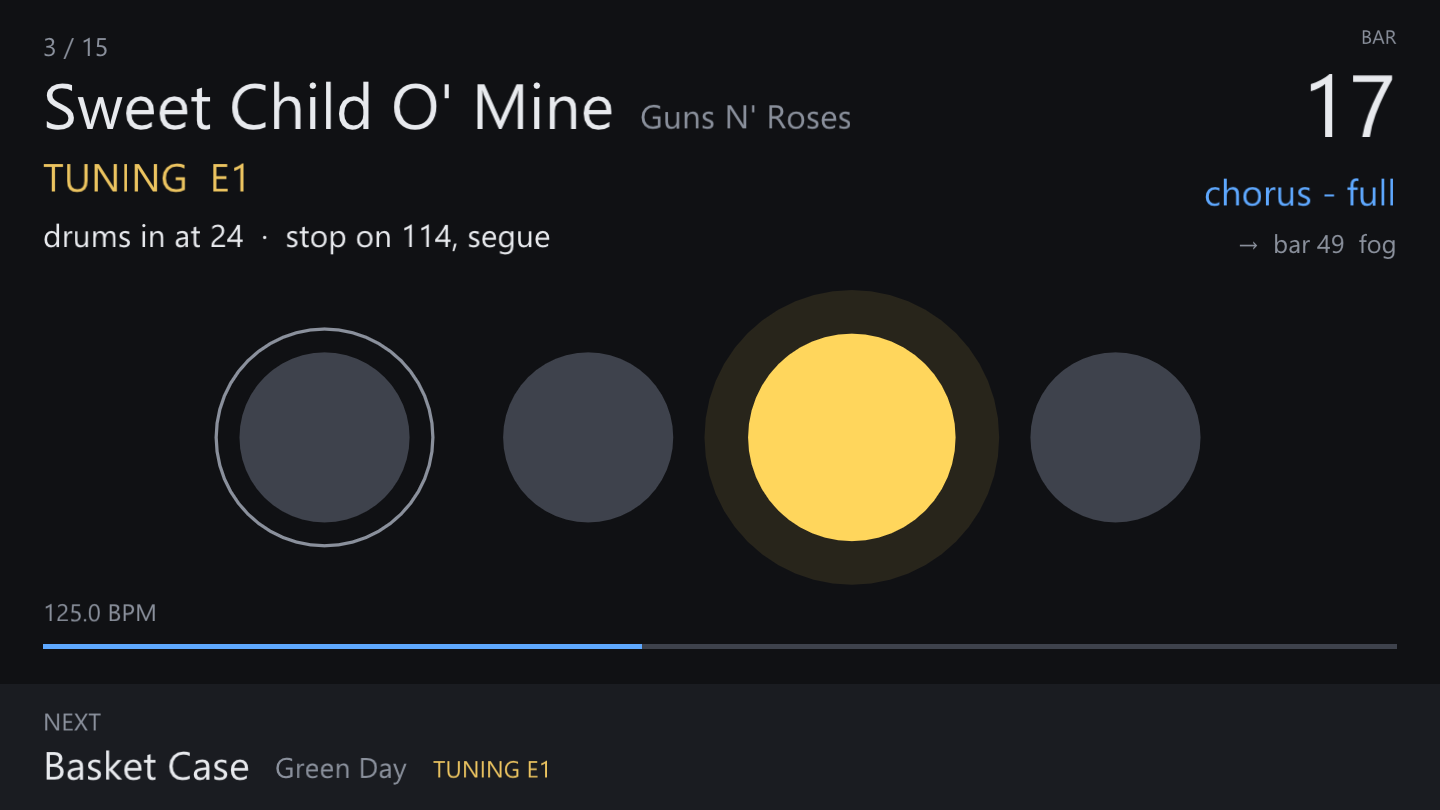 3 / 15
BAR
Sweet Child O' Mine Guns N' Roses
17
TUNING E1
chorus - full
drums in at 24 · stop on 114, segue
→ bar 49 fog
125.0 BPM
NEXT
Basket Case Green Day TUNING E1